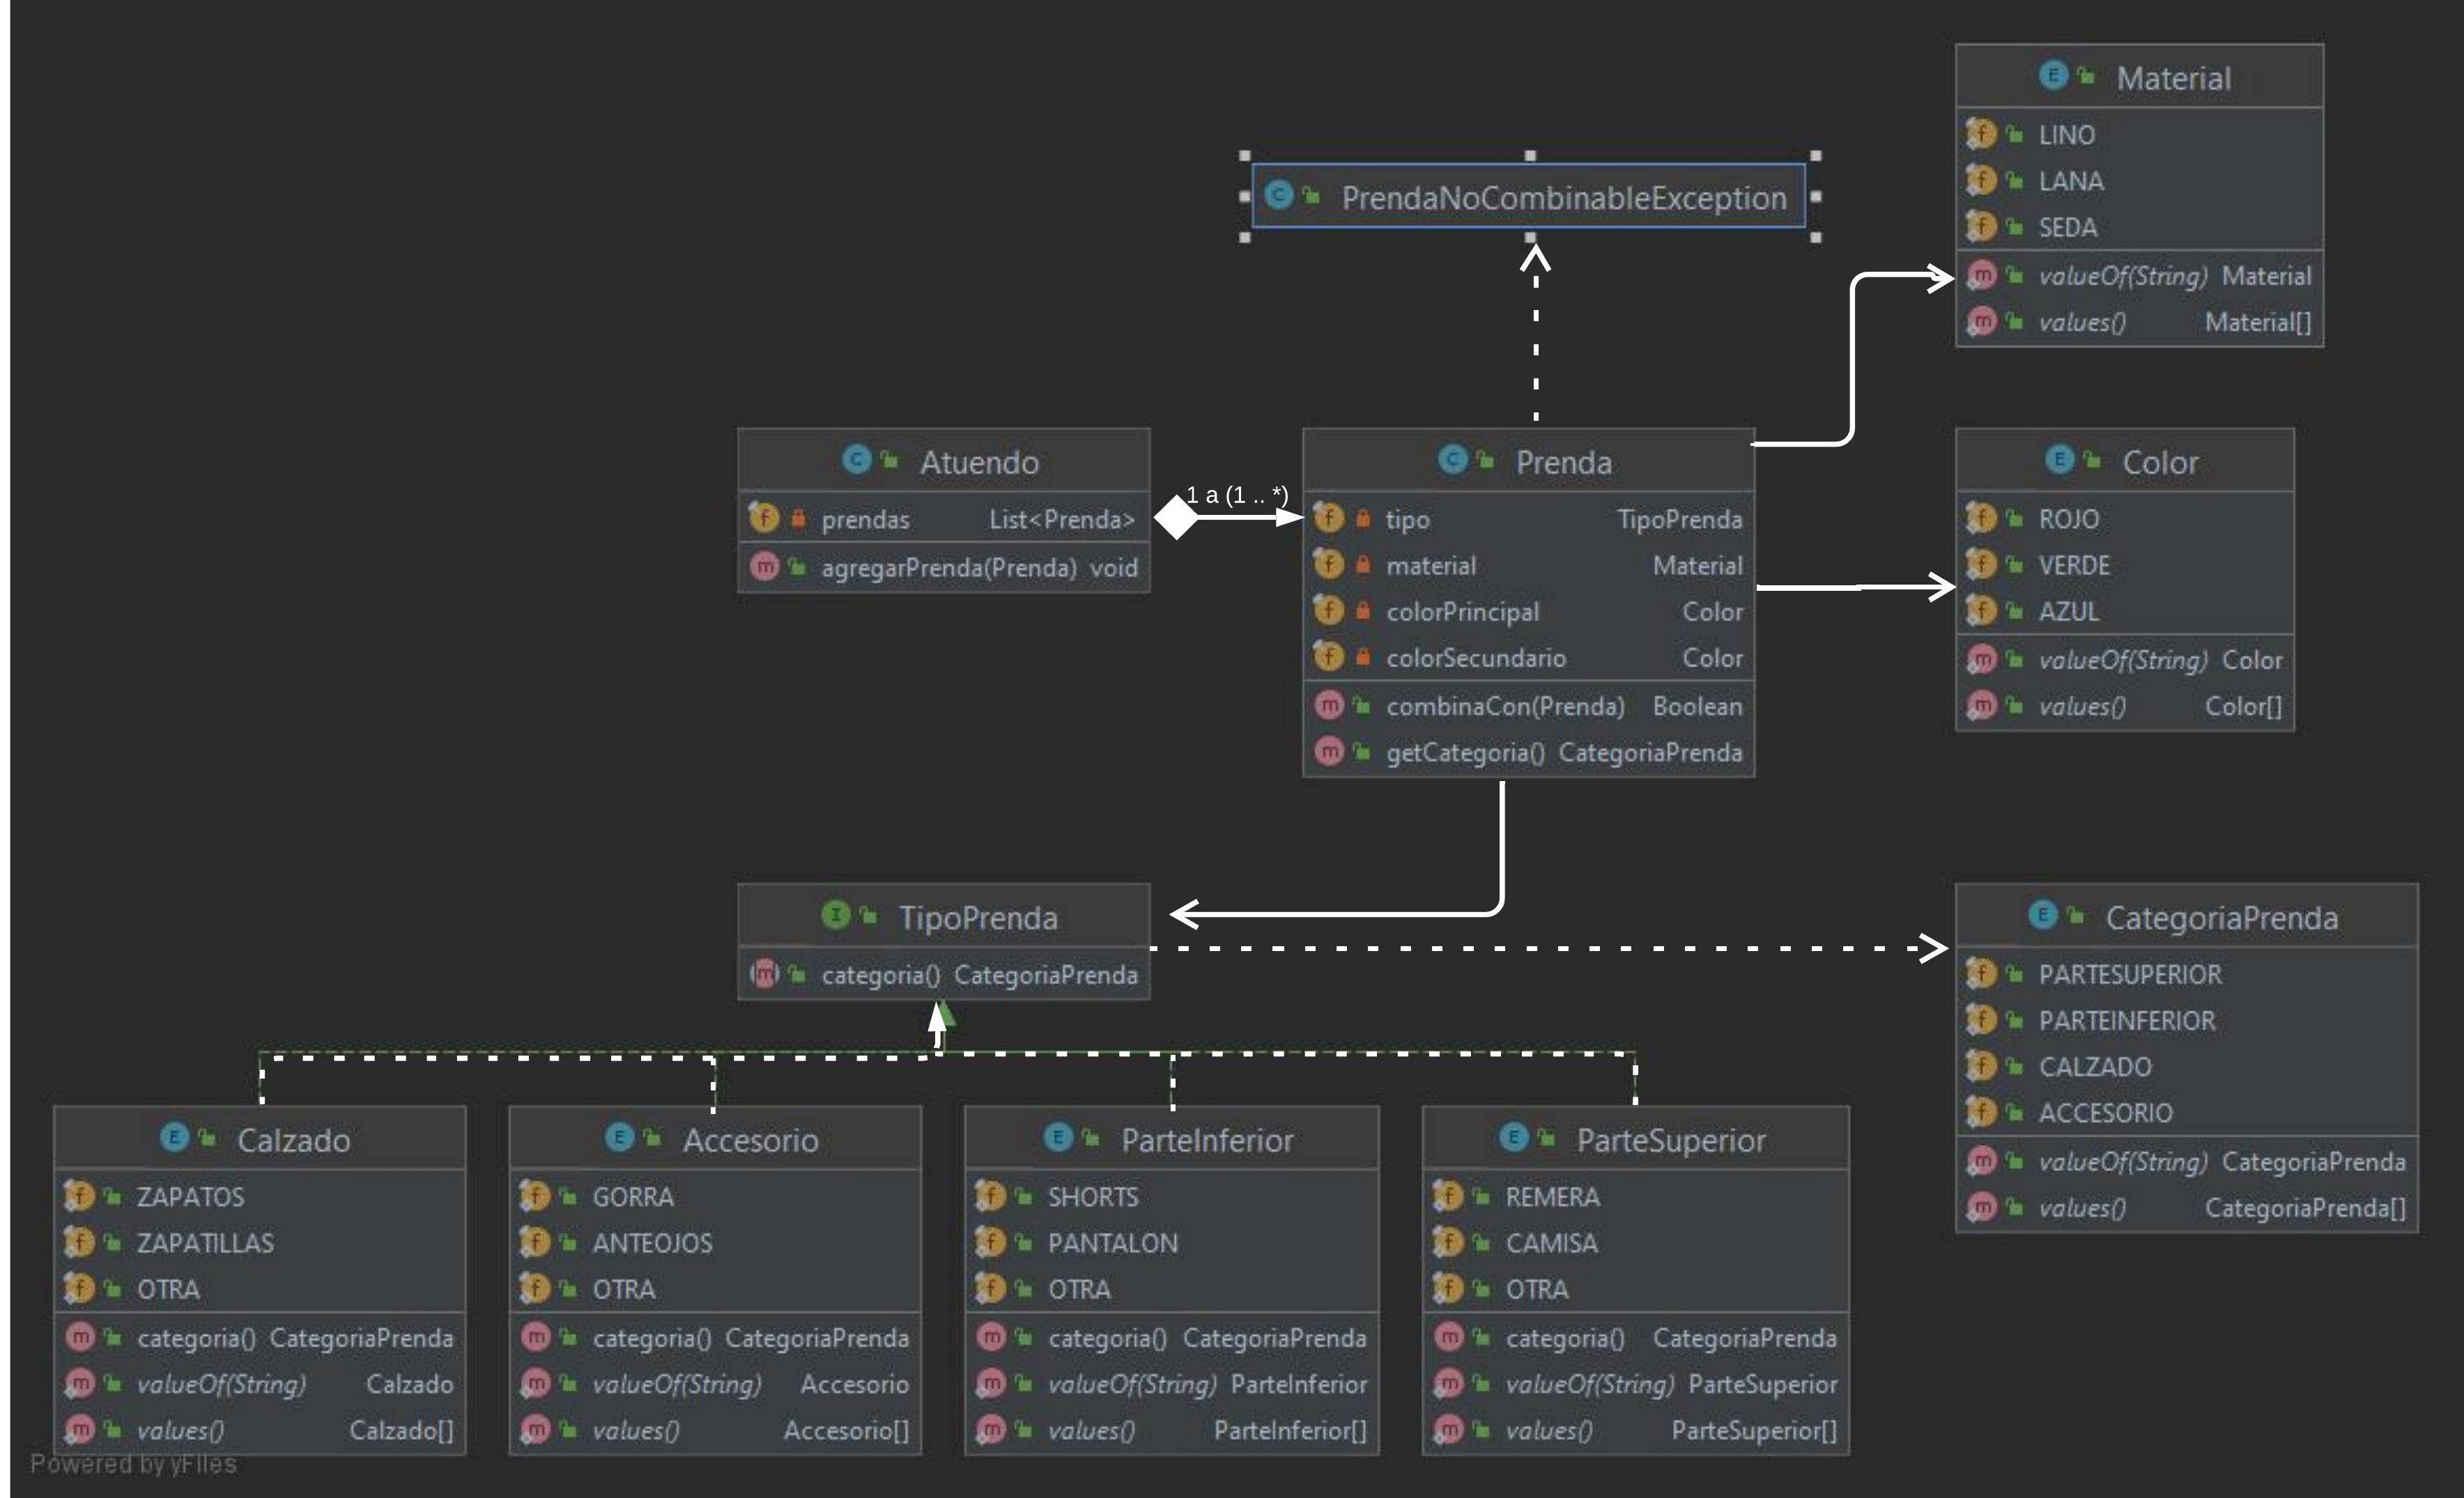 Material
LINO
LANA
SEDA
valueOf(String) Material
values() Material[]
PrendaNoCombinableException
Atuendo
prendas List<Prenda>
agregarPrenda(Prenda) void
1 a (1 .. *)
Prenda
tipo TipoPrenda
material Material
colorPrincipal Color
colorSecundario Color
combinaCon(Prenda) Boolean
getCategoria() CategoriaPrenda
Color
ROJO
VERDE
AZUL
valueOf(String) Color
values() Color[]
TipoPrenda
categoria() CategoriaPrenda
CategoriaPrenda
PARTESUPERIOR
PARTEINFERIOR
CALZADO
ACCESORIO
valueOf(String) CategoriaPrenda
values() CategoriaPrenda[]
Calzado
ZAPATOS
ZAPATILLAS
OTRA
categoria() CategoriaPrenda
valueOf(String) Calzado
values() Calzado[]
Accesorio
GORRA
ANTEOJOS
OTRA
categoria() CategoriaPrenda
valueOf(String) Accesorio
values() Accesorio[]
ParteInferior
SHORTS
PANTALON
OTRA
categoria() CategoriaPrenda
valueOf(String) ParteInferior
values() ParteInferior[]
ParteSuperior
REMERA
CAMISA
OTRA
categoria() CategoriaPrenda
valueOf(String) ParteSuperior
values() ParteSuperior[]
Powered by yFiles